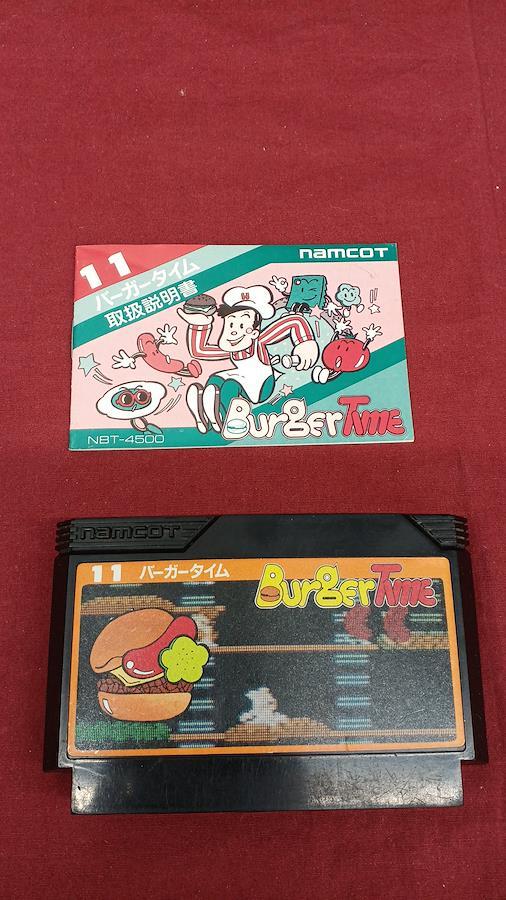 namcoT
11
バーガータイム
取扱説明書
H
BurgerTime
NBT-4500
namcoT
11 バーガータイム
BurgerTime